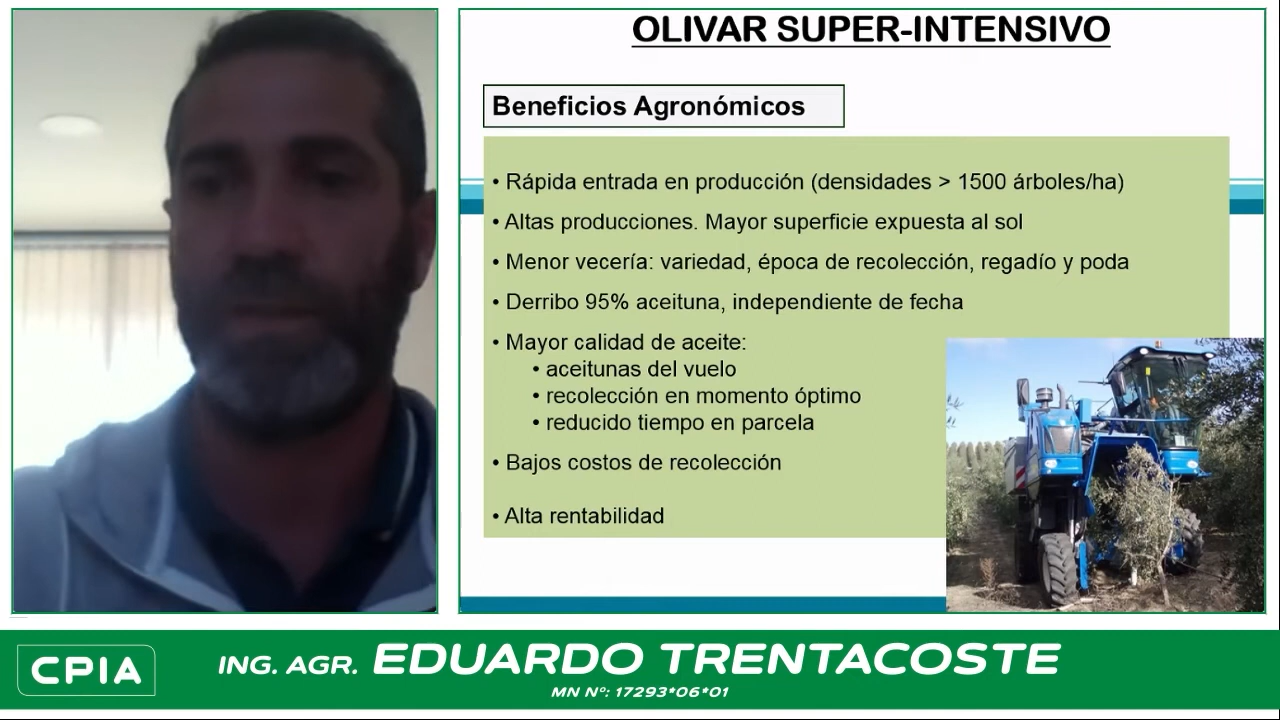 OLIVAR SUPER-INTENSIVO
Beneficios Agronómicos
• Rápida entrada en producción (densidades > 1500 árboles/ha)
• Altas producciones. Mayor superficie expuesta al sol
• Menor vecería: variedad, época de recolección, regadío y poda
• Derribo 95% aceituna, independiente de fecha
• Mayor calidad de aceite:
• aceitunas del vuelo
• recolección en momento óptimo
• reducido tiempo en parcela
• Bajos costos de recolección
• Alta rentabilidad
CPIA
ING. AGR. EDUARDO TRENTACOSTE
MN Nº: 17293*06*01